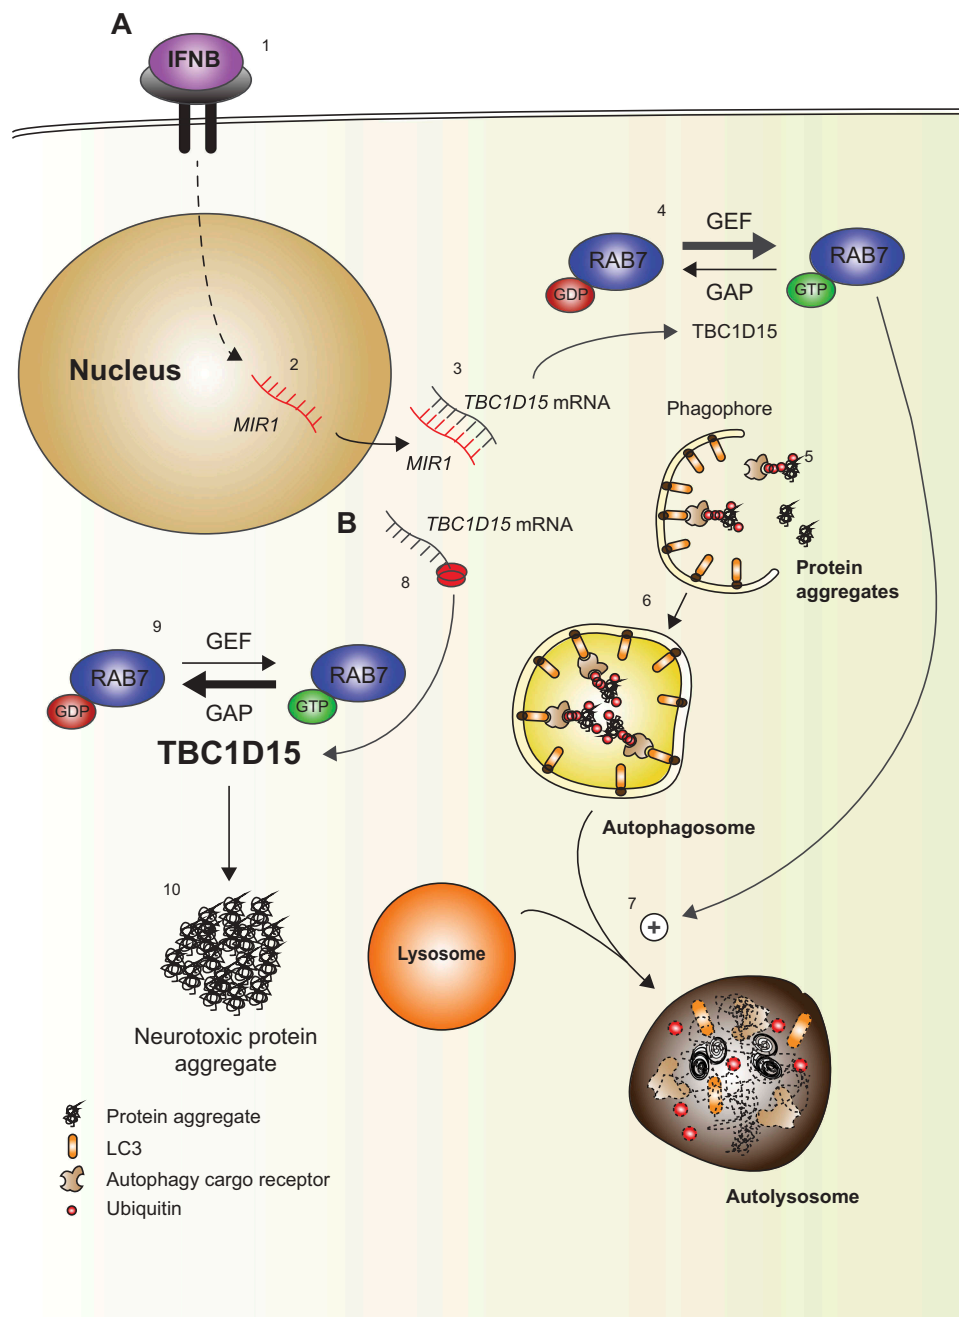 A
IFNB
1
4
GEF
RAB7
RAB7
GDP
GTP
GAP
TBC1D15
Nucleus
2
MIR1
3
TBC1D15 mRNA
MIR1
Phagophore
5
Protein
aggregates
B
TBC1D15 mRNA
8
6
9
GEF
RAB7
RAB7
GDP
GTP
GAP
TBC1D15
Autophagosome
10
7
+
Lysosome
Neurotoxic protein
aggregate
Protein aggregate
LC3
Autophagy cargo receptor
Ubiquitin
Autolysosome